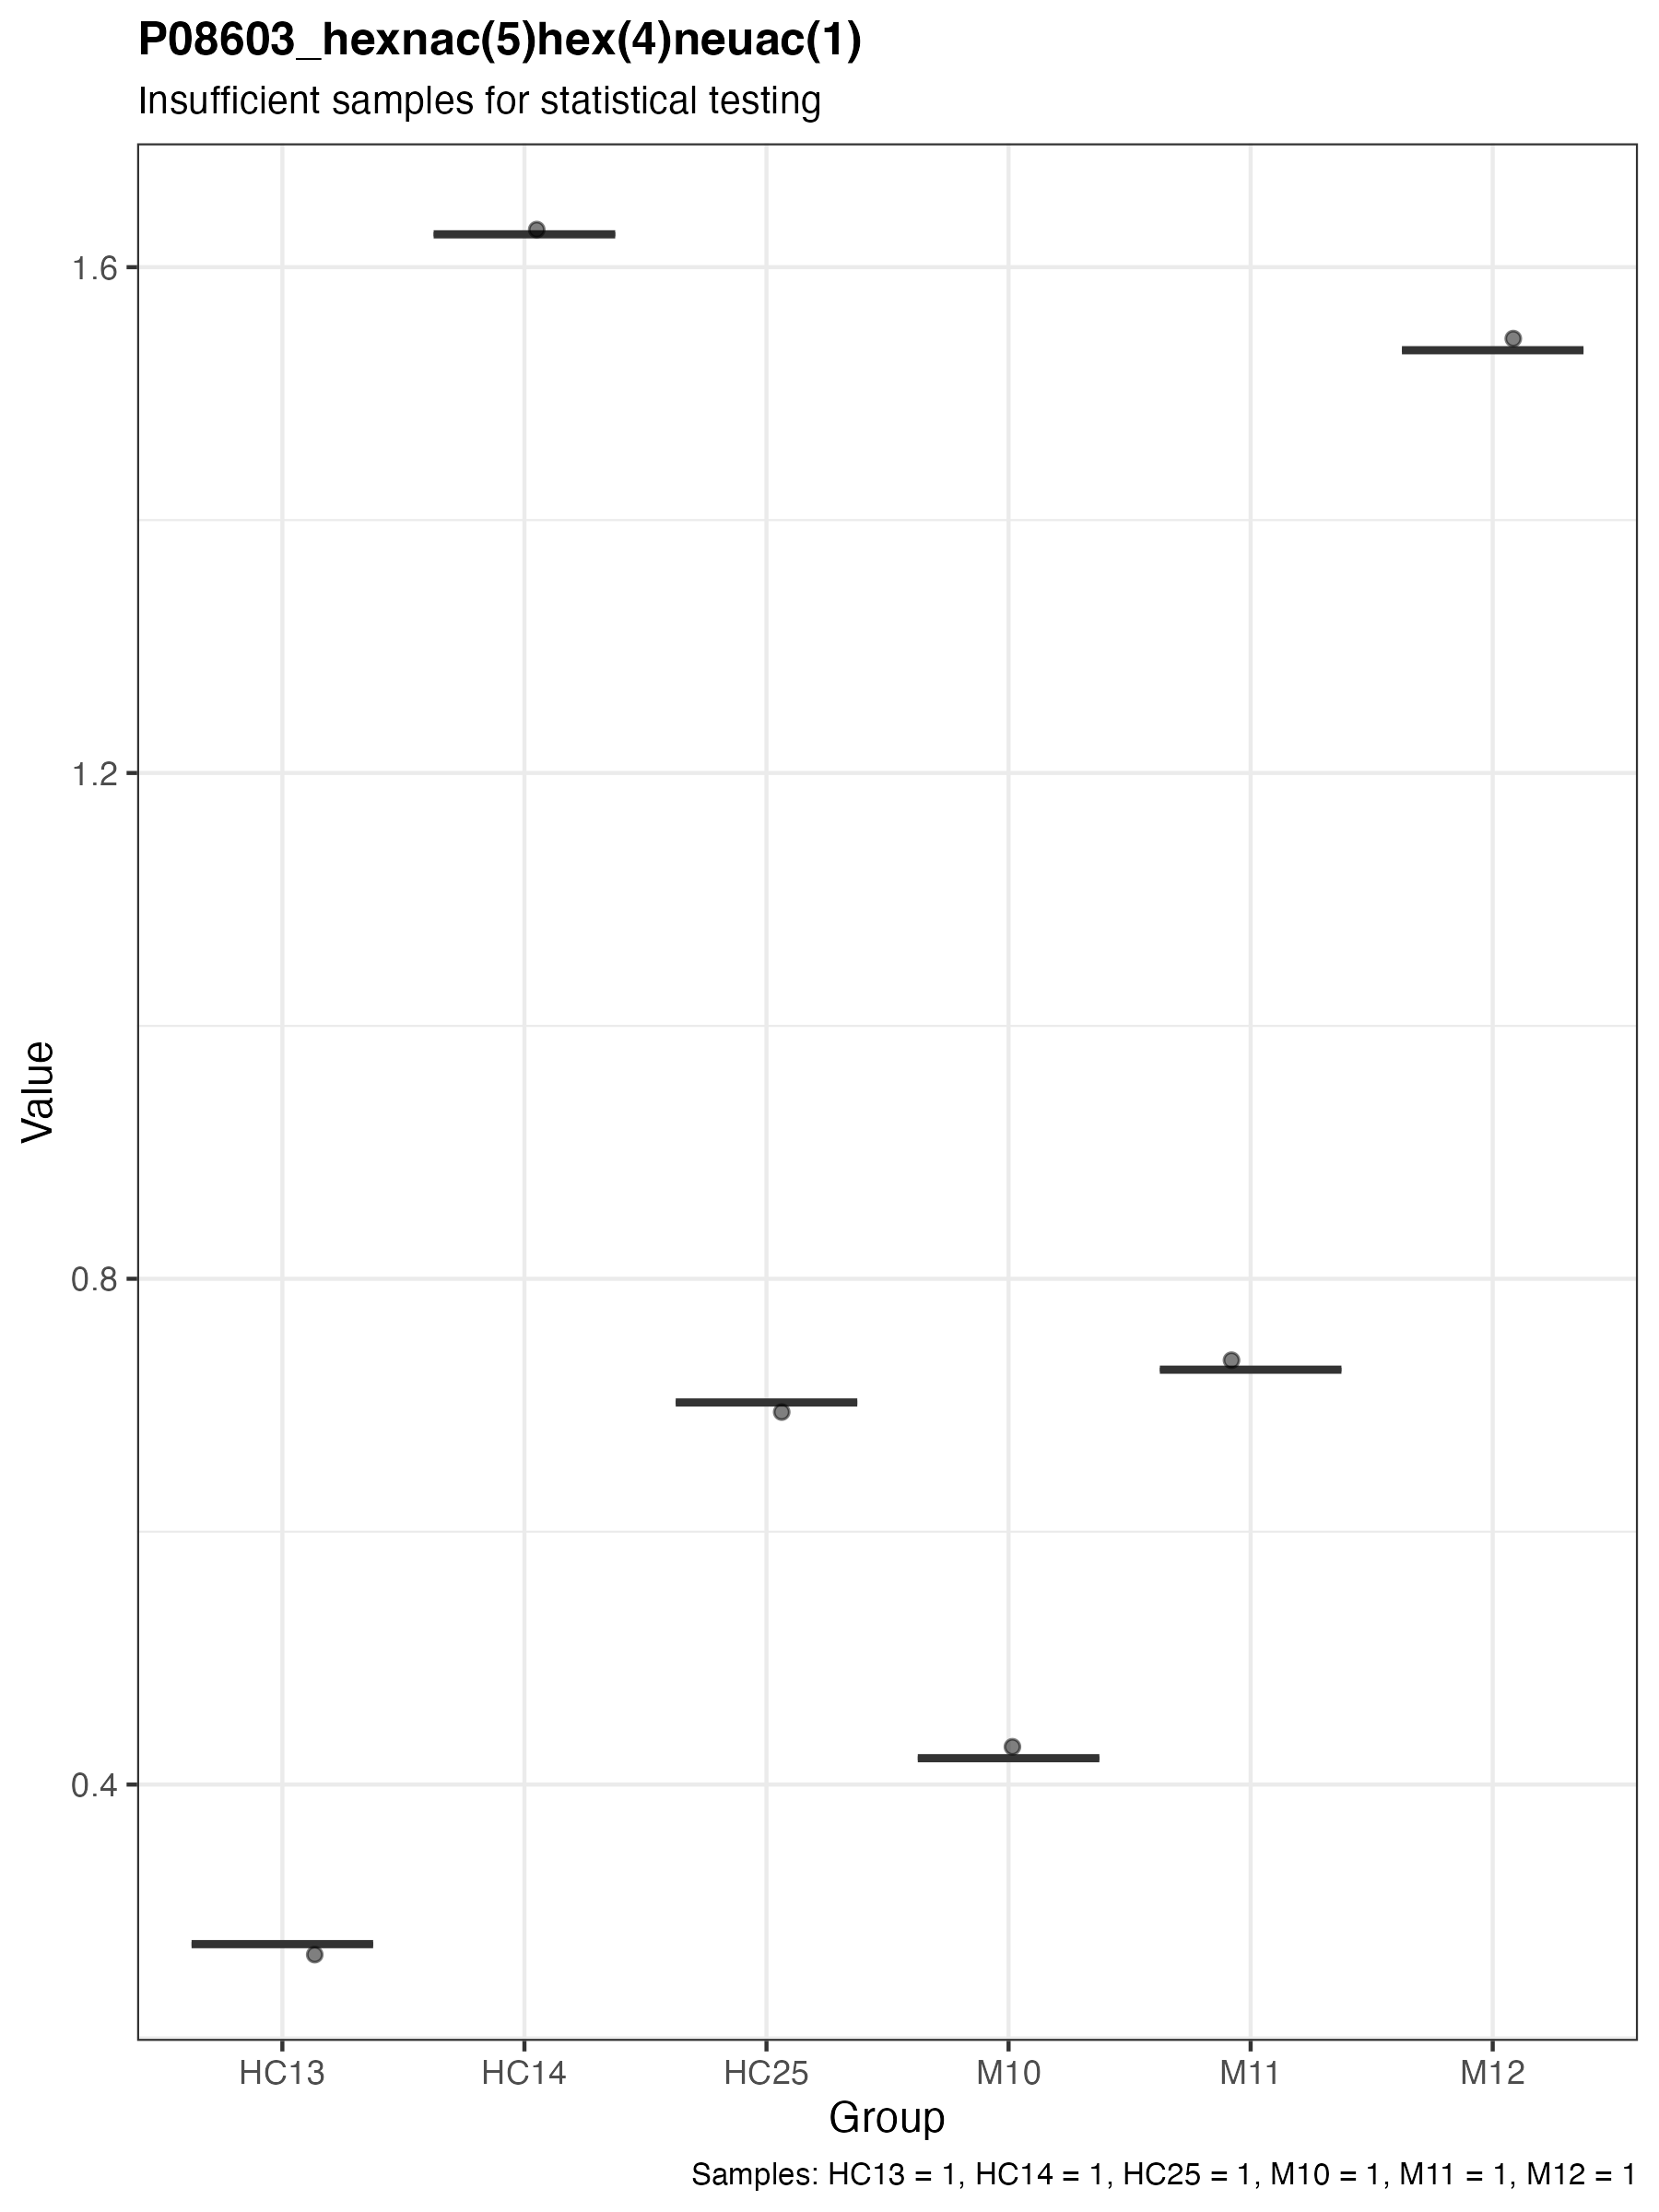 P08603_hexnac(5)hex(4)neuac(1)
Insufficient samples for statistical testing
1.6
1.2
0.8
0.4
Value
HC13 HC14 HC25 M10 M11 M12
Group
Samples: HC13 = 1, HC14 = 1, HC25 = 1, M10 = 1, M11 = 1, M12 = 1